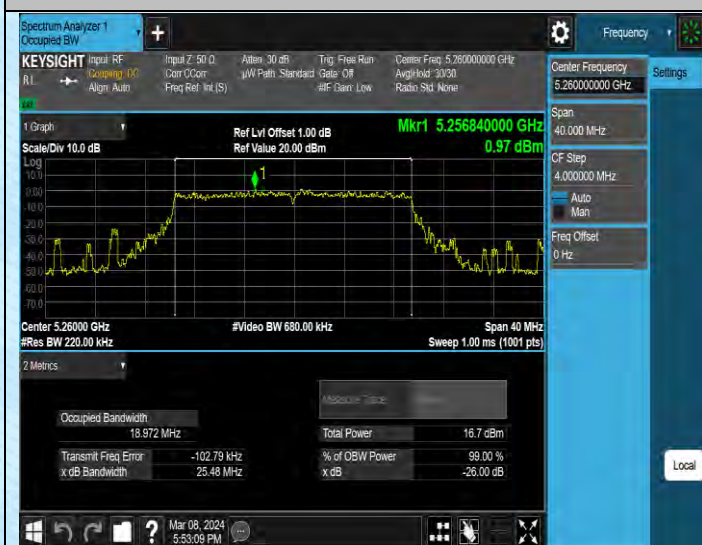 Spectrum Analyzer 1
Occupied BW
Frequency
KEYSIGHT
Input: RF
Coupling: DC
Align: Auto
Input Z: 50 Ω
Corr CCorr
Freq Ref: Int (S)
Atten: 30 dB
µW Path: Standard
Trig: Free Run
Gate: Off
#IF Gain: Low
Center Freq: 5.260000000 GHz
Avg|Hold: 30/30
Radio Std: None
Center Frequency
5.260000000 GHz
Settings
Span
40.000 MHz
CF Step
4.000000 MHz
Auto
Man
Freq Offset
0 Hz
1 Graph
Scale/Div 10.0 dB
Ref Lvl Offset 1.00 dB
Ref Value 20.00 dBm
Mkr1 5.256840000 GHz
0.97 dBm
Log
10.0
0.00
-10.0
-20.0
-30.0
-40.0
-50.0
-60.0
-70.0
1
Center 5.26000 GHz
#Video BW 680.00 kHz
Span 40 MHz
#Res BW 220.00 kHz
Sweep 1.00 ms (1001 pts)
2 Metrics
Measure Trace
Occupied Bandwidth
18.972 MHz
Total Power 16.7 dBm
Transmit Freq Error -102.79 kHz
% of OBW Power 99.00 %
x dB Bandwidth 25.48 MHz
x dB -26.00 dB
Local
Mar 08, 2024
5:53:09 PM